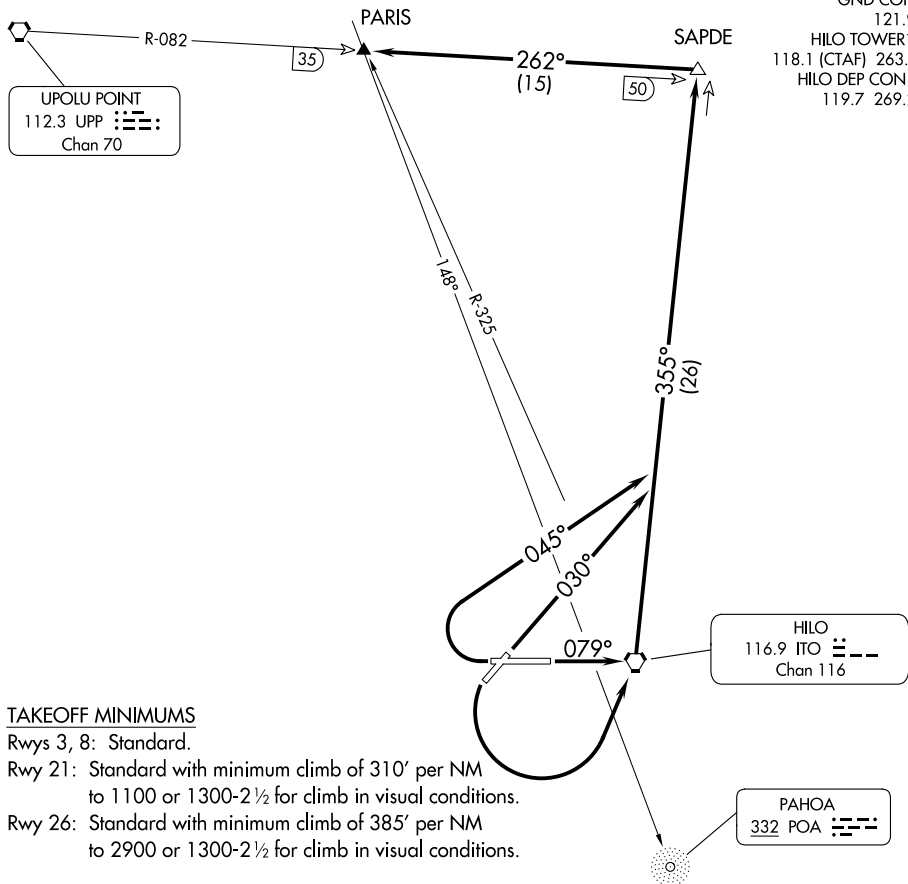 GND CON
121.9
HILO TOWER
118.1 (CTAF) 263.
HILO DEP CON
119.7 269.
PARIS
SAPDE
R-082
35
262°
(15)
50
UPOLU POINT
112.3 UPP
Chan 70
148°
R-325
355°
(26)
045°
030°
079°
HILO
116.9 ITO
Chan 116
TAKEOFF MINIMUMS
Rwys 3, 8: Standard.
Rwy 21: Standard with minimum climb of 310' per NM
to 1100 or 1300-2½ for climb in visual conditions.
Rwy 26: Standard with minimum climb of 385' per NM
to 2900 or 1300-2½ for climb in visual conditions.
PAHOA
332 POA